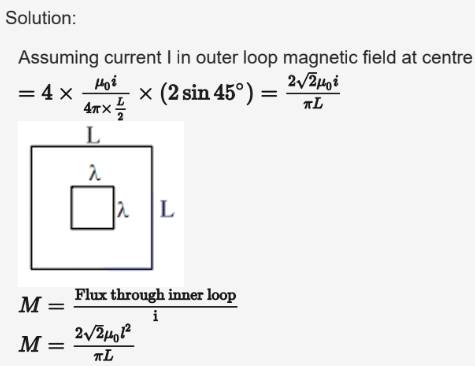 Solution:
Assuming current I in outer loop magnetic field at centre
= 4 × μ₀i / (4π × L/2) × (2 sin 45°) = 2√2μ₀i / πL
L
λ
λ L
M = Flux through inner loop / i
M = 2√2μ₀l² / πL